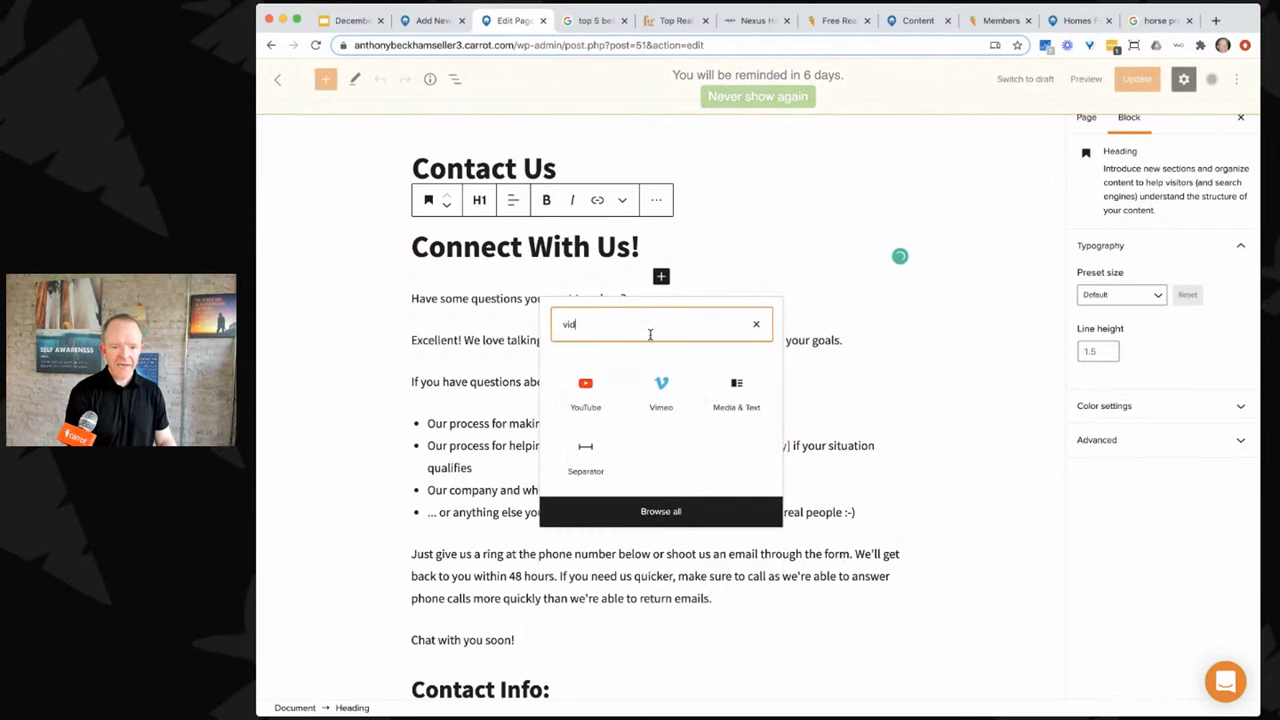 Decembe
Add New
Edit Page
top 5 be
Top Rea
Nexus Ho
Free Rea
Content
Members
Homes F
horse pr
anthonybeckhamseller3.carrot.com/wp-admin/post.php?post=51&action=edit
You will be reminded in 6 days.
Never show again
Switch to draft
Preview
Update
Page
Block
Contact Us
H1
B
I
Heading
Introduce new sections and organize
content to help visitors (and search
engines) understand the structure of
your content.
Connect With Us!
Typography
Preset size
Default
Reset
Line height
1.5
Color settings
Advanced
Have some questions yo
vid
Excellent! We love talking
your goals.
If you have questions abo
YouTube
Vimeo
Media & Text
Separator
Browse all
• Our process for makin
• Our process for helpin
] if your situation
qualifies
• Our company and wh
• ... or anything else you
real people :-)
Just give us a ring at the phone number below or shoot us an email through the form. We'll get
back to you within 48 hours. If you need us quicker, make sure to call as we're able to answer
phone calls more quickly than we're able to return emails.
Chat with you soon!
Contact Info:
Document → Heading
SELF AWARENESS
carrot